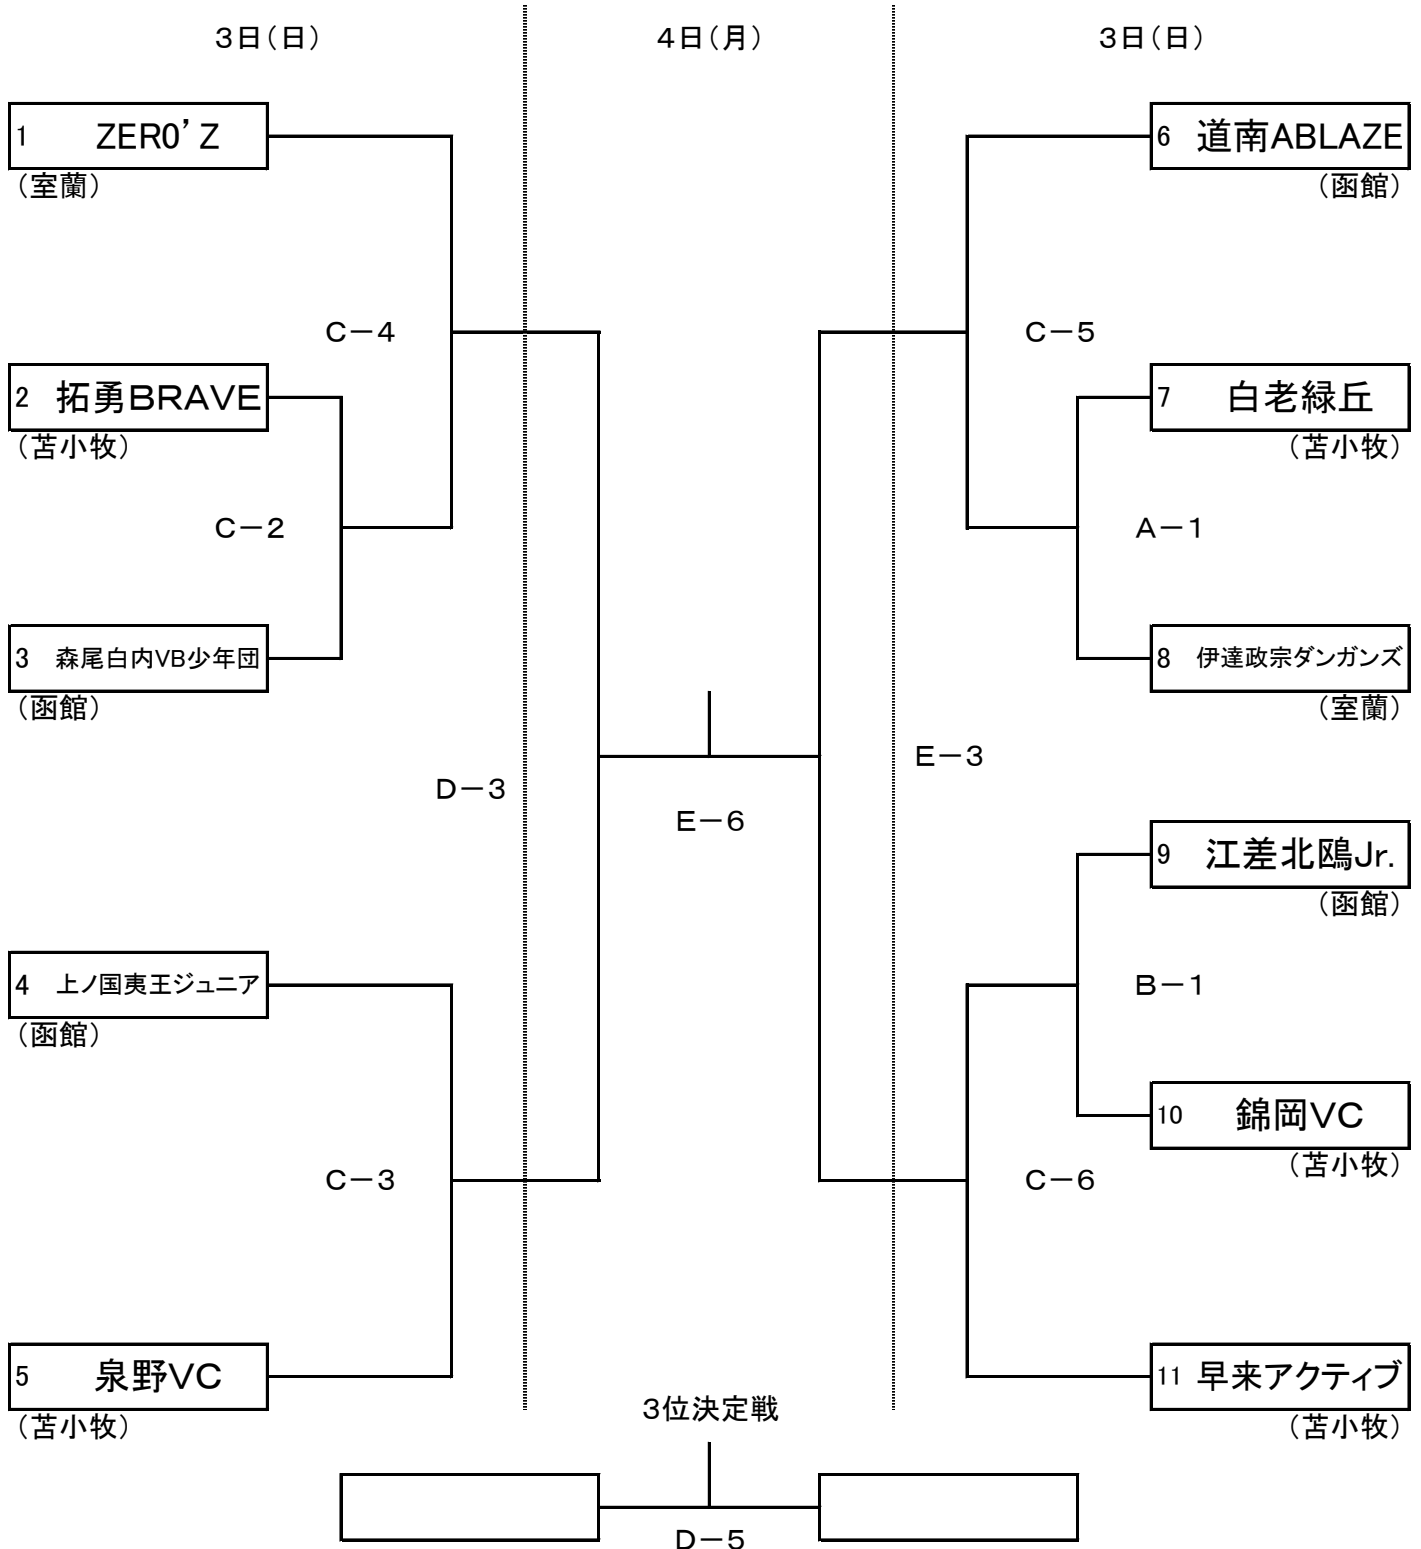 3日(日)
4日(月)
3日(日)
1 ZERO’Z
(室蘭)
6 道南ABLAZE
(函館)
C-4
C-5
2 拓勇BRAVE
(苫小牧)
7 白老緑丘
(苫小牧)
C-2
A-1
3 森尾白内VB少年団
(函館)
8 伊達政宗ダンガンズ
(室蘭)
D-3
E-6
E-3
9 江差北鴎Jr.
(函館)
4 上ノ国夷王ジュニア
(函館)
B-1
10 錦岡VC
(苫小牧)
C-3
C-6
5 泉野VC
(苫小牧)
11 早来アクティブ
(苫小牧)
3位決定戦
D-5